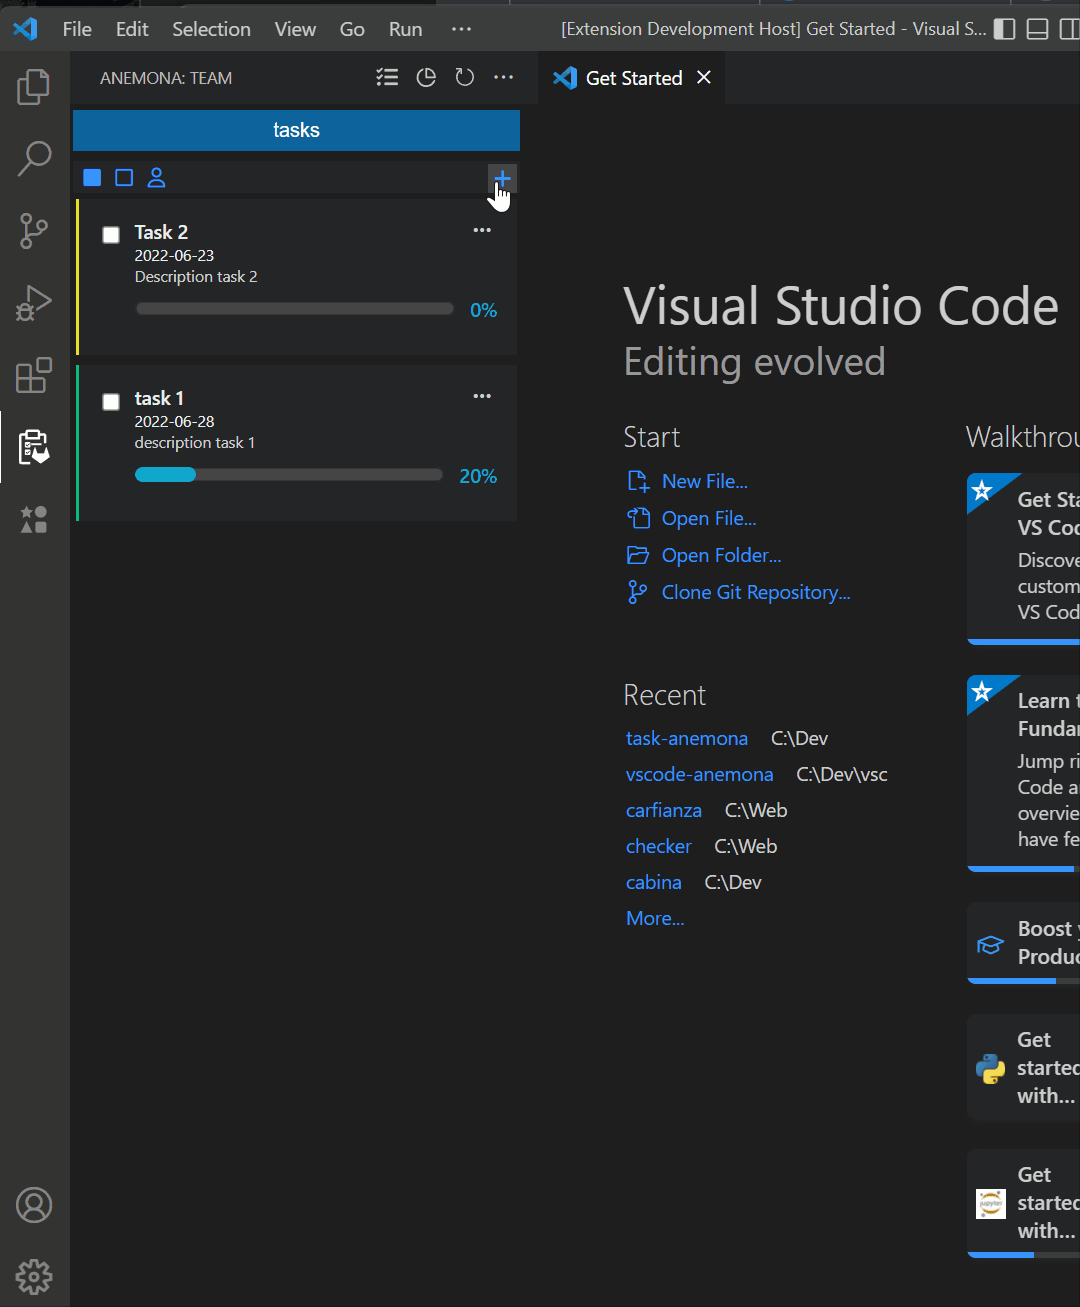 File Edit Selection View Go Run ···
[Extension Development Host] Get Started - Visual S...
ANEMONA: TEAM
Get Started
tasks
Task 2
2022-06-23
Description task 2
0%
task 1
2022-06-28
description task 1
20%
Visual Studio Code
Editing evolved
Start
New File...
Open File...
Open Folder...
Clone Git Repository...
Recent
task-anemona C:\Dev
vscode-anemona C:\Dev\vsc
carfianza C:\Web
checker C:\Web
cabina C:\Dev
More...
Walkthrou
Get Sta
VS Cod
Discove
custom
VS Cod
Learn t
Fundar
Jump ri
Code a
overvie
have fe
Boost y
Produc
Get
started
with...
Get
started
with...